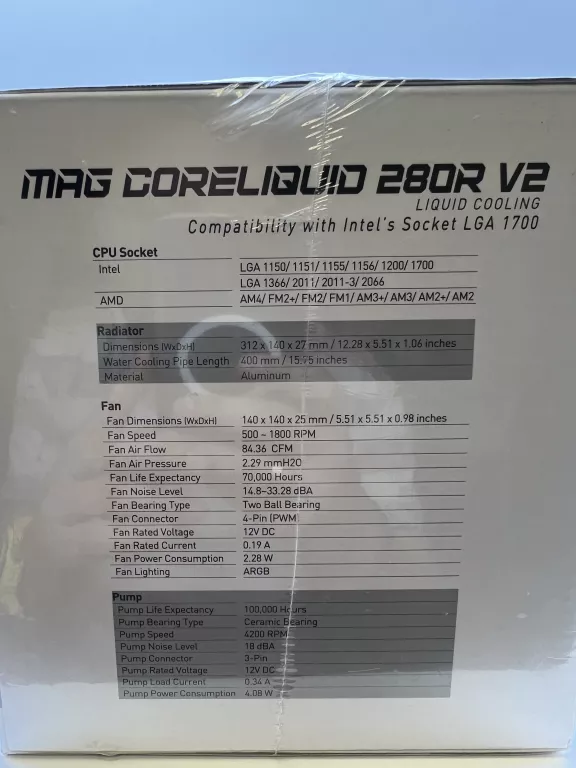 MAG CORELIQUID 280R V2
LIQUID COOLING
Compatibility with Intel's Socket LGA 1700
CPU Socket
Intel LGA 1150/ 1151/ 1155/ 1156/ 1200/ 1700
LGA 1366/ 2011/ 2011-3/ 2066
AMD AM4/ FM2+/ FM2/ FM1/ AM3+/ AM3/ AM2+/ AM2
Radiator
Dimensions (WxDxH) 312 x 140 x 27 mm / 12.28 x 5.51 x 1.06 inches
Water Cooling Pipe Length 400 mm / 15.75 inches
Material Aluminum
Fan
Fan Dimensions (WxDxH) 140 x 140 x 25 mm / 5.51 x 5.51 x 0.98 inches
Fan Speed 500 ~ 1800 RPM
Fan Air Flow 84.36 CFM
Fan Air Pressure 2.29 mmH2O
Fan Life Expectancy 70,000 Hours
Fan Noise Level 14.8~33.28 dBA
Fan Bearing Type Two Ball Bearing
Fan Connector 4-Pin (PWM)
Fan Rated Voltage 12V DC
Fan Rated Current 0.19 A
Fan Power Consumption 2.28 W
Fan Lighting ARGB
Pump
Pump Life Expectancy 100,000 Hours
Pump Bearing Type Ceramic Bearing
Pump Speed 4200 RPM
Pump Noise Level 18 dBA
Pump Connector 3-Pin
Pump Rated Voltage 12V DC
Pump Load Current 0.34 A
Pump Power Consumption 4.08 W